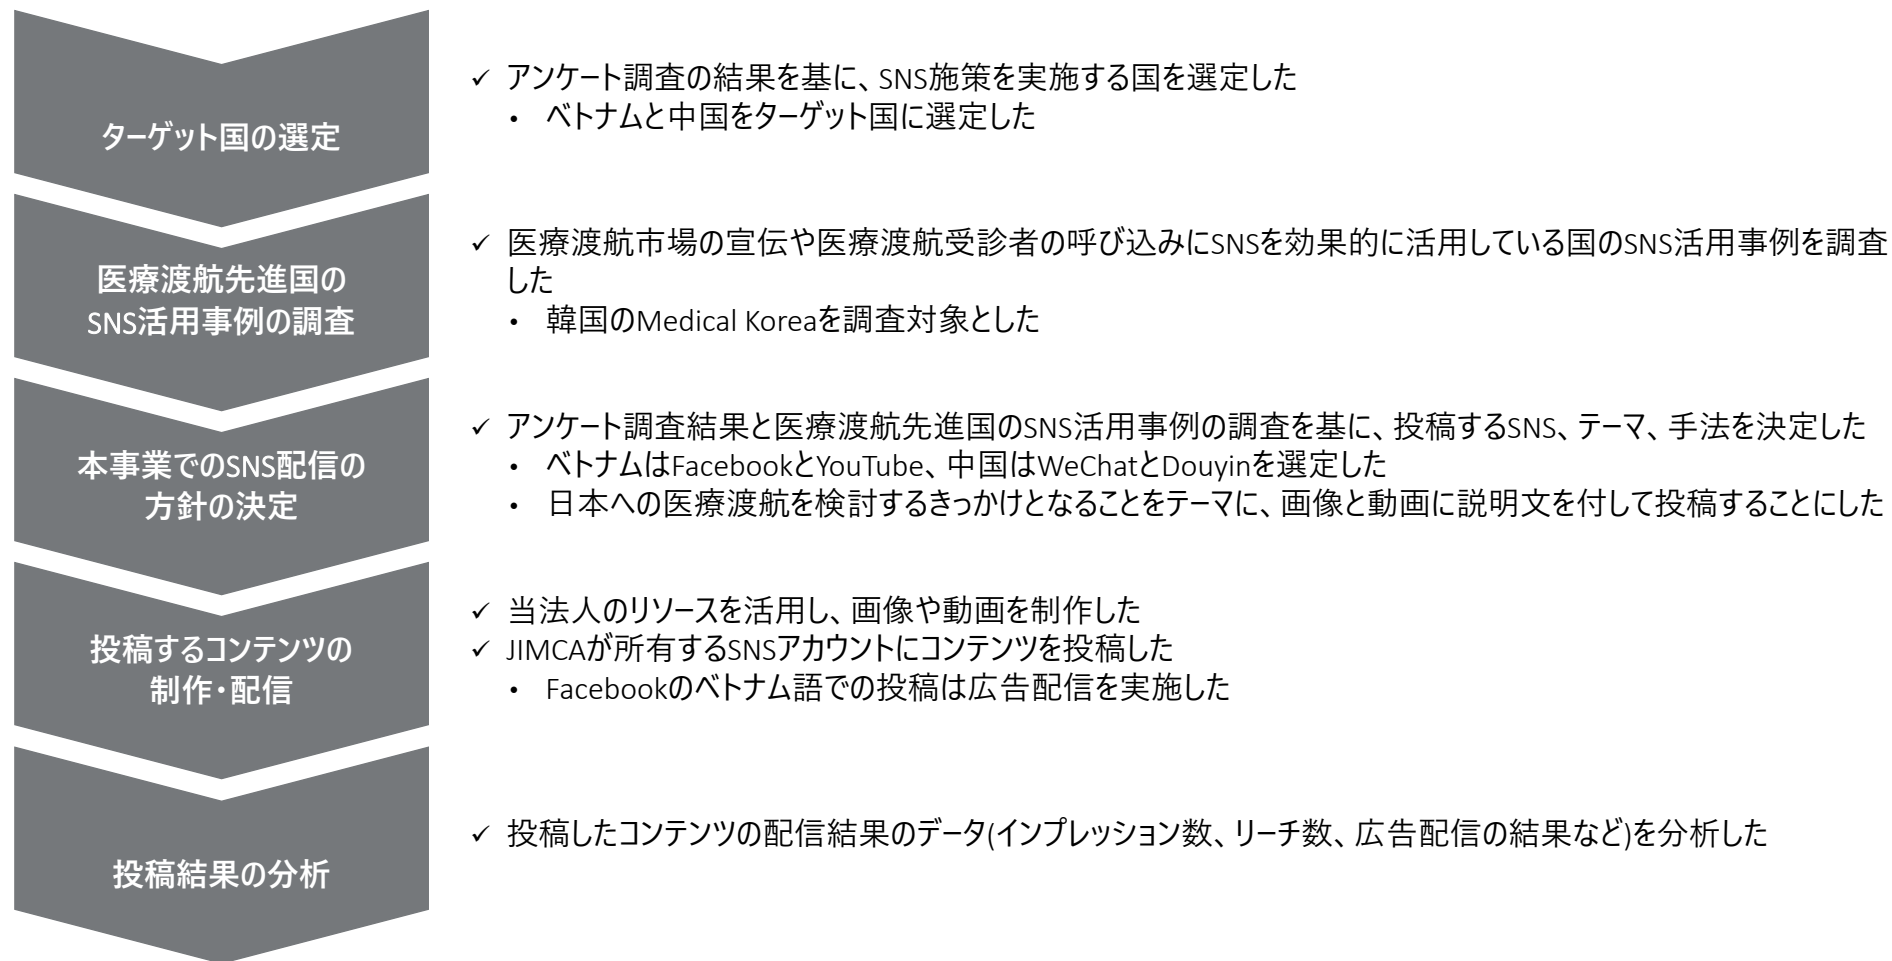 ターゲット国の選定
✓ アンケート調査の結果を基に、SNS施策を実施する国を選定した
• ベトナムと中国をターゲット国に選定した
医療渡航先進国の
SNS活用事例の調査
✓ 医療渡航市場の宣伝や医療渡航受診者の呼び込みにSNSを効果的に活用している国のSNS活用事例を調査
した
• 韓国のMedical Koreaを調査対象とした
本事業でのSNS配信の
方針の決定
✓ アンケート調査結果と医療渡航先進国のSNS活用事例の調査を基に、投稿するSNS、テーマ、手法を決定した
• ベトナムはFacebookとYouTube、中国はWeChatとDouyinを選定した
• 日本への医療渡航を検討するきっかけとなることをテーマに、画像と動画に説明文を付して投稿することにした
投稿するコンテンツの
制作・配信
✓ 当法人のリソースを活用し、画像や動画を制作した
✓ JIMCAが所有するSNSアカウントにコンテンツを投稿した
• Facebookのベトナム語での投稿は広告配信を実施した
投稿結果の分析
✓ 投稿したコンテンツの配信結果のデータ(インプレッション数、リーチ数、広告配信の結果など)を分析した